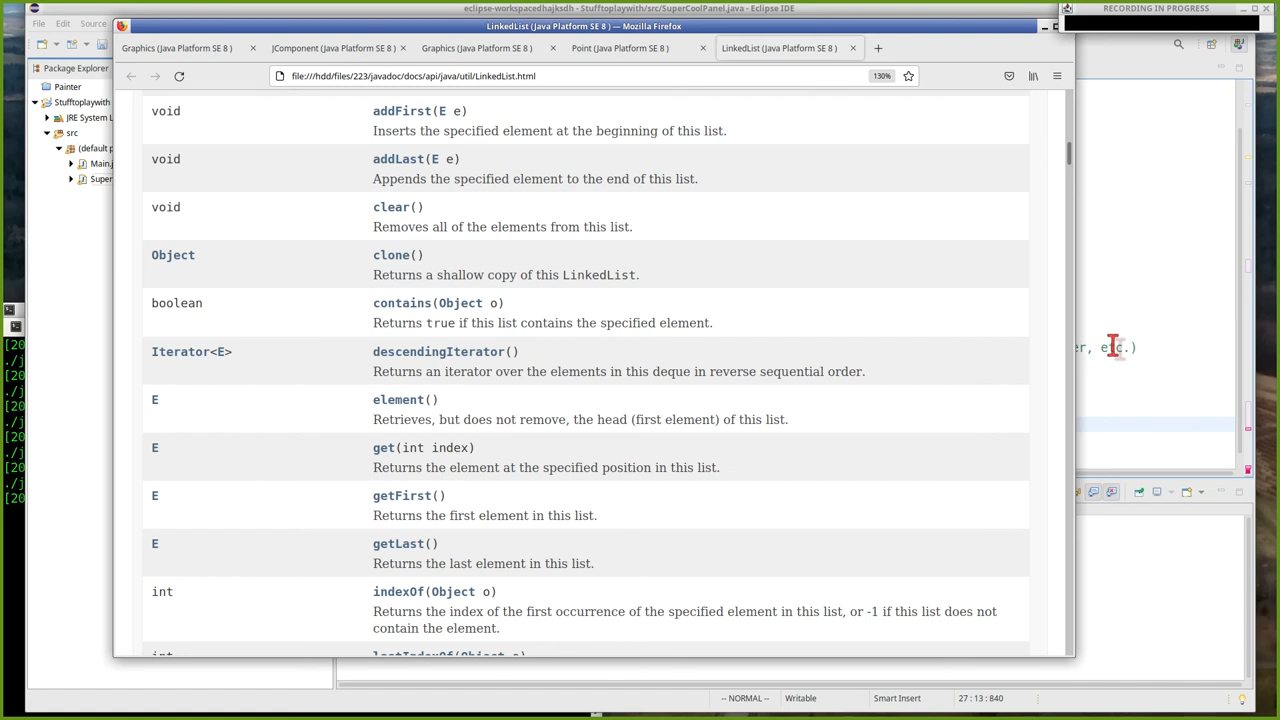 eclipse-workspacedhajksdh - Stufftoplaywith/src/SuperCoolPanel.java - Eclipse IDE
RECORDING IN PROGRESS
File Edit
LinkedList (Java Platform SE 8) — Mozilla Firefox
Graphics (Java Platform SE 8 ) × JComponent (Java Platform SE 8 ) × Graphics (Java Platform SE 8 ) × Point (Java Platform SE 8 ) × LinkedList (Java Platform SE 8 ) × +
Package Explorer
file:///hdd/files/223/javadoc/docs/api/java/util/LinkedList.html 130%
Painter
Stufftoplaywith
JRE System L
src
(default p
Main.j
Super
void addFirst(E e)
Inserts the specified element at the beginning of this list.
void addLast(E e)
Appends the specified element to the end of this list.
void clear()
Removes all of the elements from this list.
Object clone()
Returns a shallow copy of this LinkedList.
boolean contains(Object o)
Returns true if this list contains the specified element.
Iterator<E> descendingIterator()
Returns an iterator over the elements in this deque in reverse sequential order.
E element()
Retrieves, but does not remove, the head (first element) of this list.
E get(int index)
Returns the element at the specified position in this list.
E getFirst()
Returns the first element in this list.
E getLast()
Returns the last element in this list.
int indexOf(Object o)
Returns the index of the first occurrence of the specified element in this list, or -1 if this list does not
contain the element.
int lastIndexOf(Object o)
er, etc.)
[20
./j
[20
./j
[20
./j
[20
./j
[20
./j
[20
-- NORMAL -- Writable Smart Insert 27 : 13 : 840